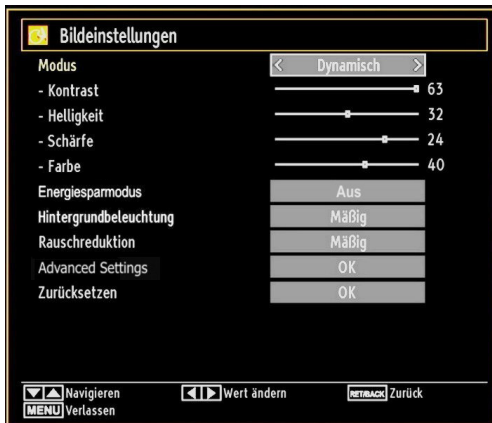 Bildeinstellungen
Modus < Dynamisch >
- Kontrast 63
- Helligkeit 32
- Schärfe 24
- Farbe 40
Energiesparmodus Aus
Hintergrundbeleuchtung Mäßig
Rauschreduktion Mäßig
Advanced Settings OK
Zurücksetzen OK
Navigieren Wert ändern RET/BACK Zurück
MENU Verlassen